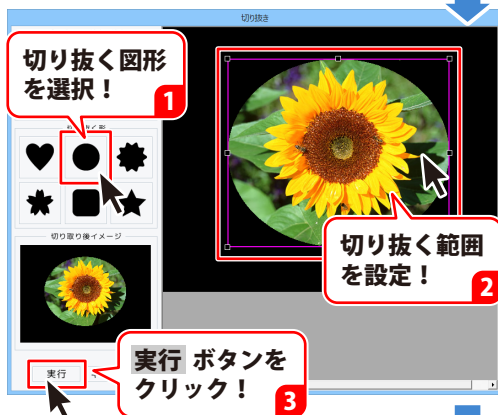 切り抜き
切り抜く図形
を選択！
1
切り取り後イメージ
切り抜く範囲
を設定！
2
実行
実行 ボタンを
クリック！
3